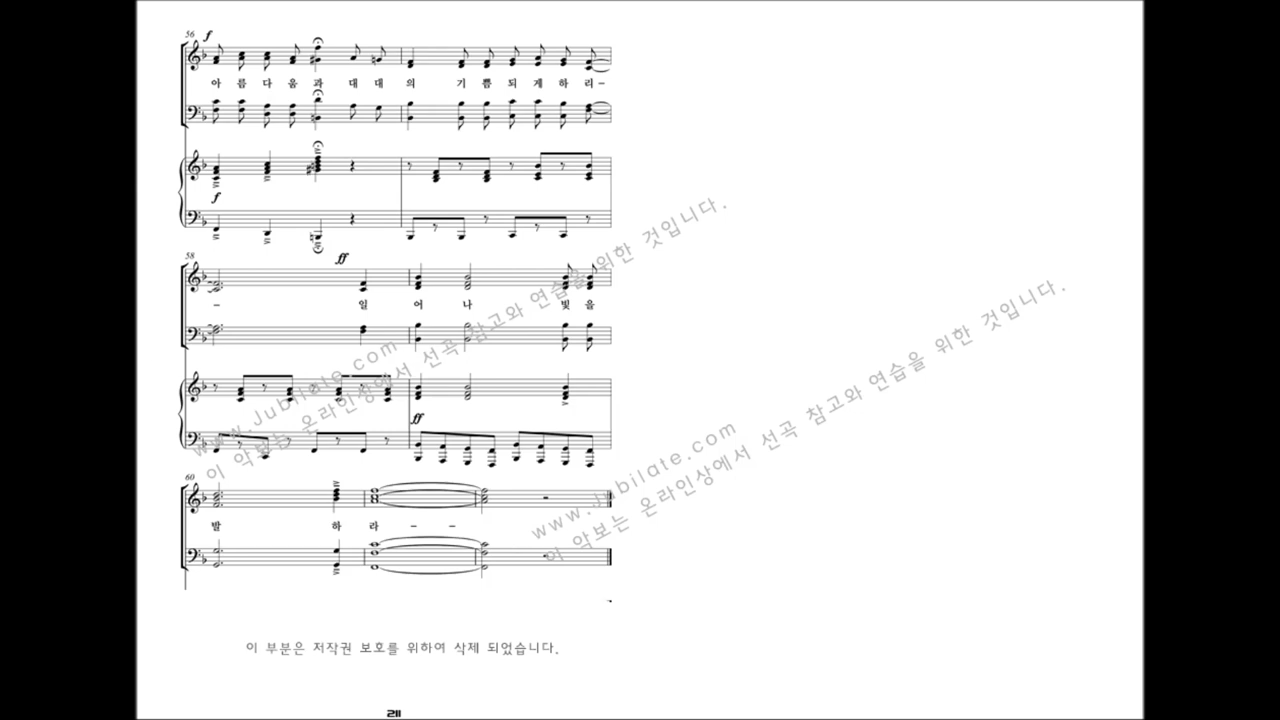 56
f
아 름 다 움 과 대 대 의 기 쁨 되 게 하 리 -
f
58
ff
- 일 어 나 빛 을
ff
60
발 하 라 - -
www.Jubilate.com
이 악보는 온라인상에서 선곡 참고와 연습을 위한 것입니다.
www.Jubilate.com
이 악보는 온라인상에서 선곡 참고와 연습을 위한 것입니다.
이 부분은 저작권 보호를 위하여 삭제 되었습니다.